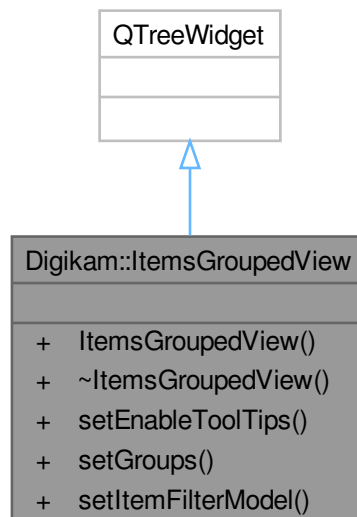 QTreeWidget
Digikam::ItemsGroupedView
+ ItemsGroupedView()
+ ~ItemsGroupedView()
+ setEnableToolTips()
+ setGroups()
+ setItemFilterModel()